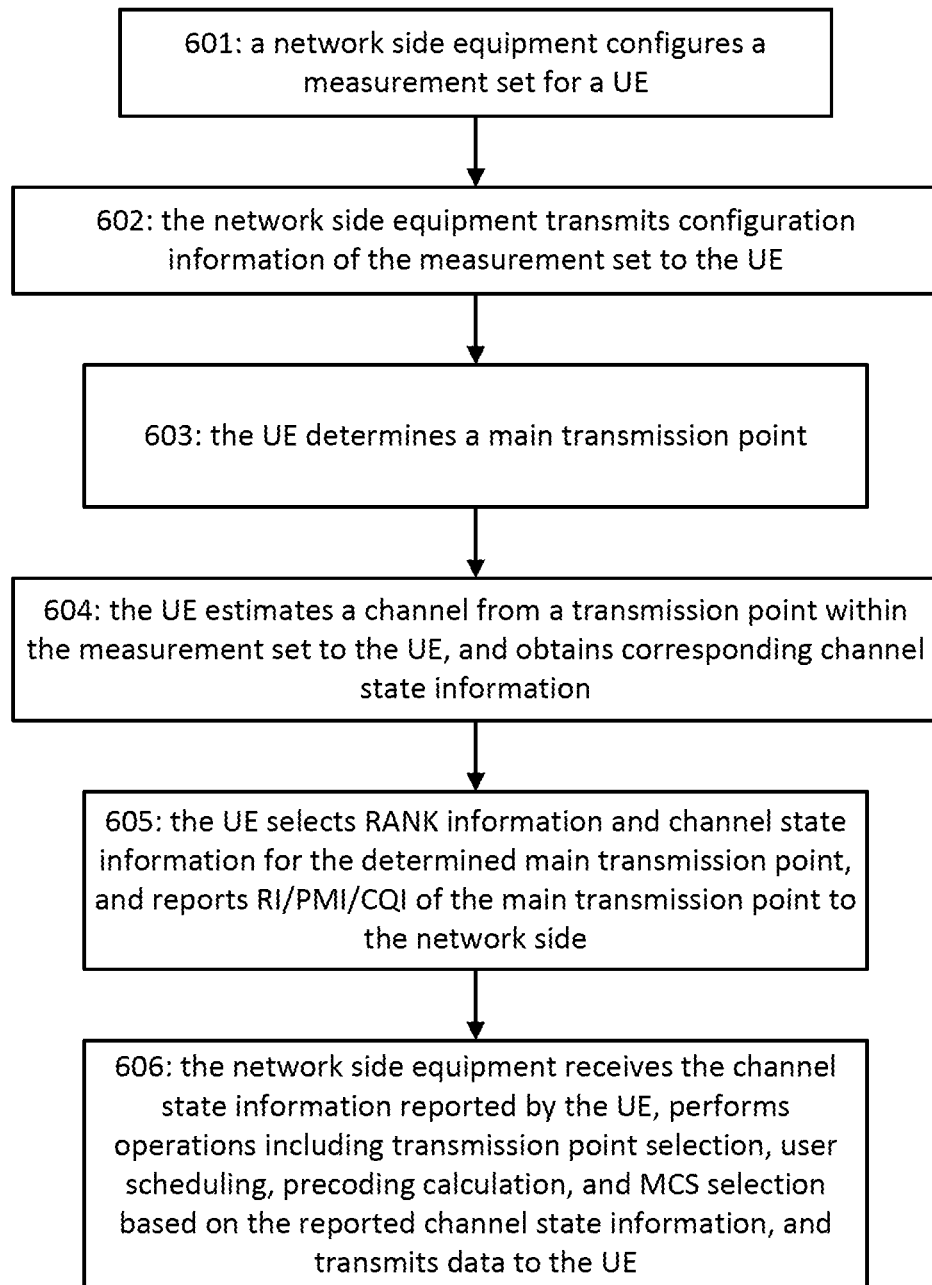 601: a network side equipment configures a
measurement set for a UE
602: the network side equipment transmits configuration
information of the measurement set to the UE
603: the UE determines a main transmission point
604: the UE estimates a channel from a transmission point within
the measurement set to the UE, and obtains corresponding channel
state information
605: the UE selects RANK information and channel state
information for the determined main transmission point,
and reports RI/PMI/CQI of the main transmission point to
the network side
606: the network side equipment receives the channel
state information reported by the UE, performs
operations including transmission point selection, user
scheduling, precoding calculation, and MCS selection
based on the reported channel state information, and
transmits data to the UE